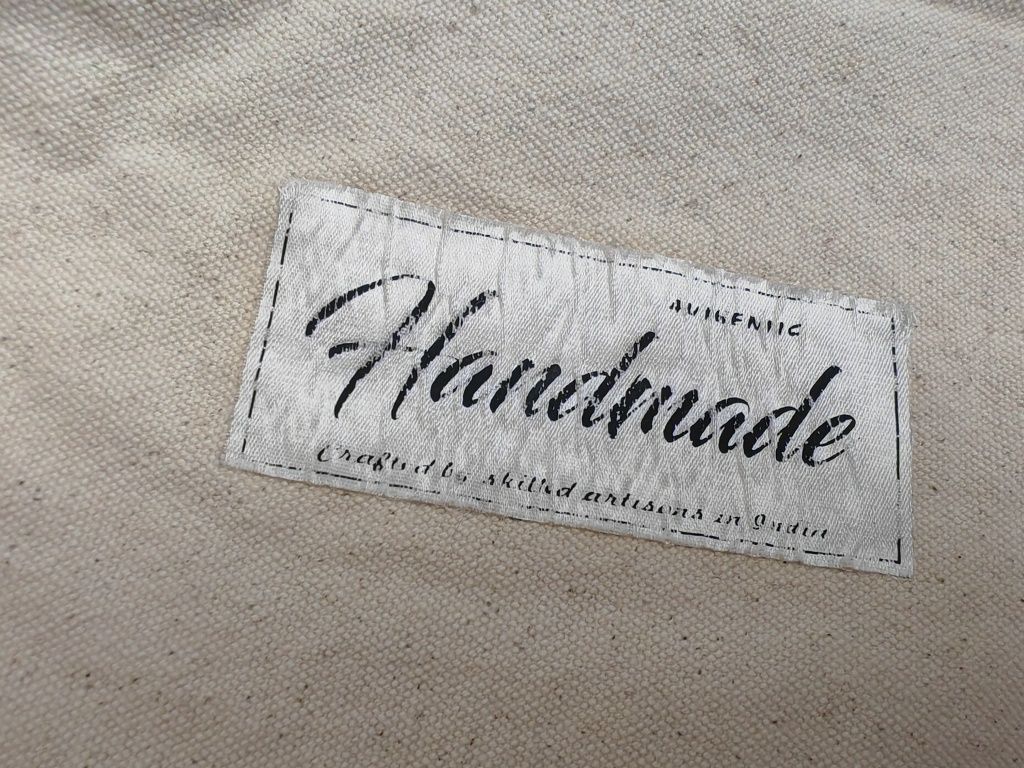 AUTHENTIC
Handmade
Crafted by skilled artisans in India